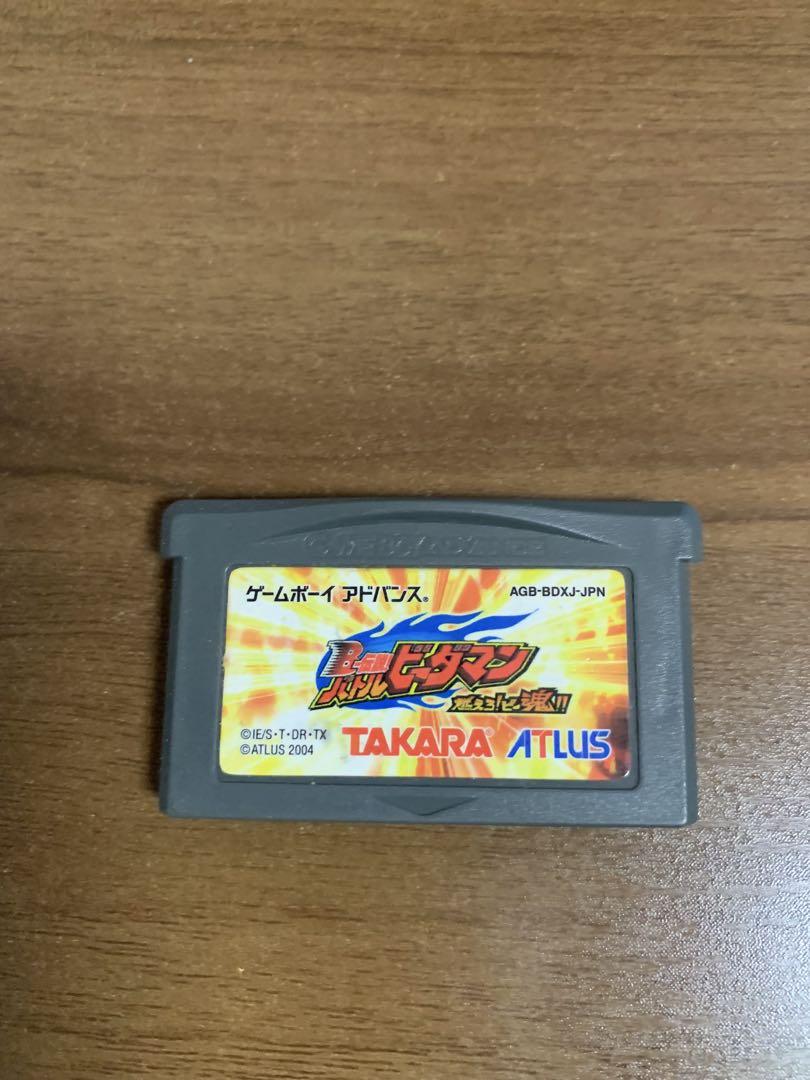 GAME BOY ADVANCE
ゲームボーイ アドバンス®
AGB-BDXJ-JPN
B-伝説!
バトル ビーダマン
燃えろ!ビー魂!!
©IE/S・T・DR・TX
©ATLUS 2004
TAKARA®
ATLUS